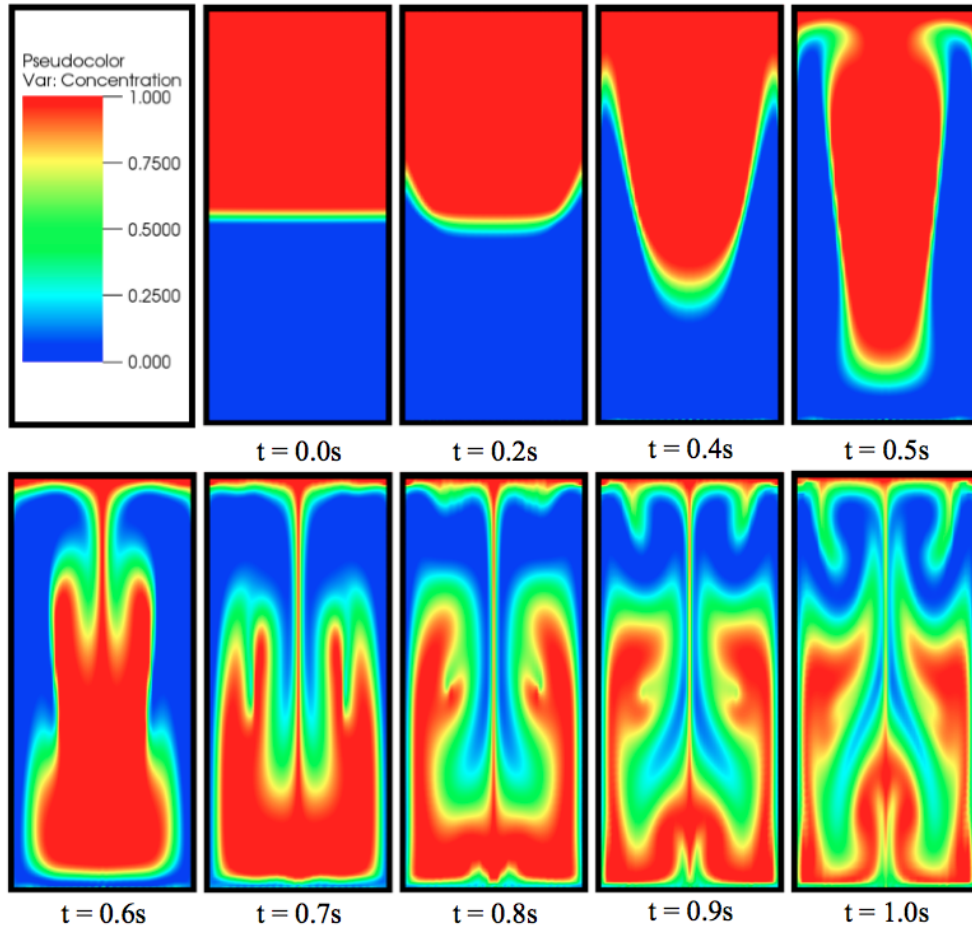 Pseudocolor
Var: Concentration
1.000
0.7500
0.5000
0.2500
0.000
t = 0.0s
t = 0.2s
t = 0.4s
t = 0.5s
t = 0.6s
t = 0.7s
t = 0.8s
t = 0.9s
t = 1.0s